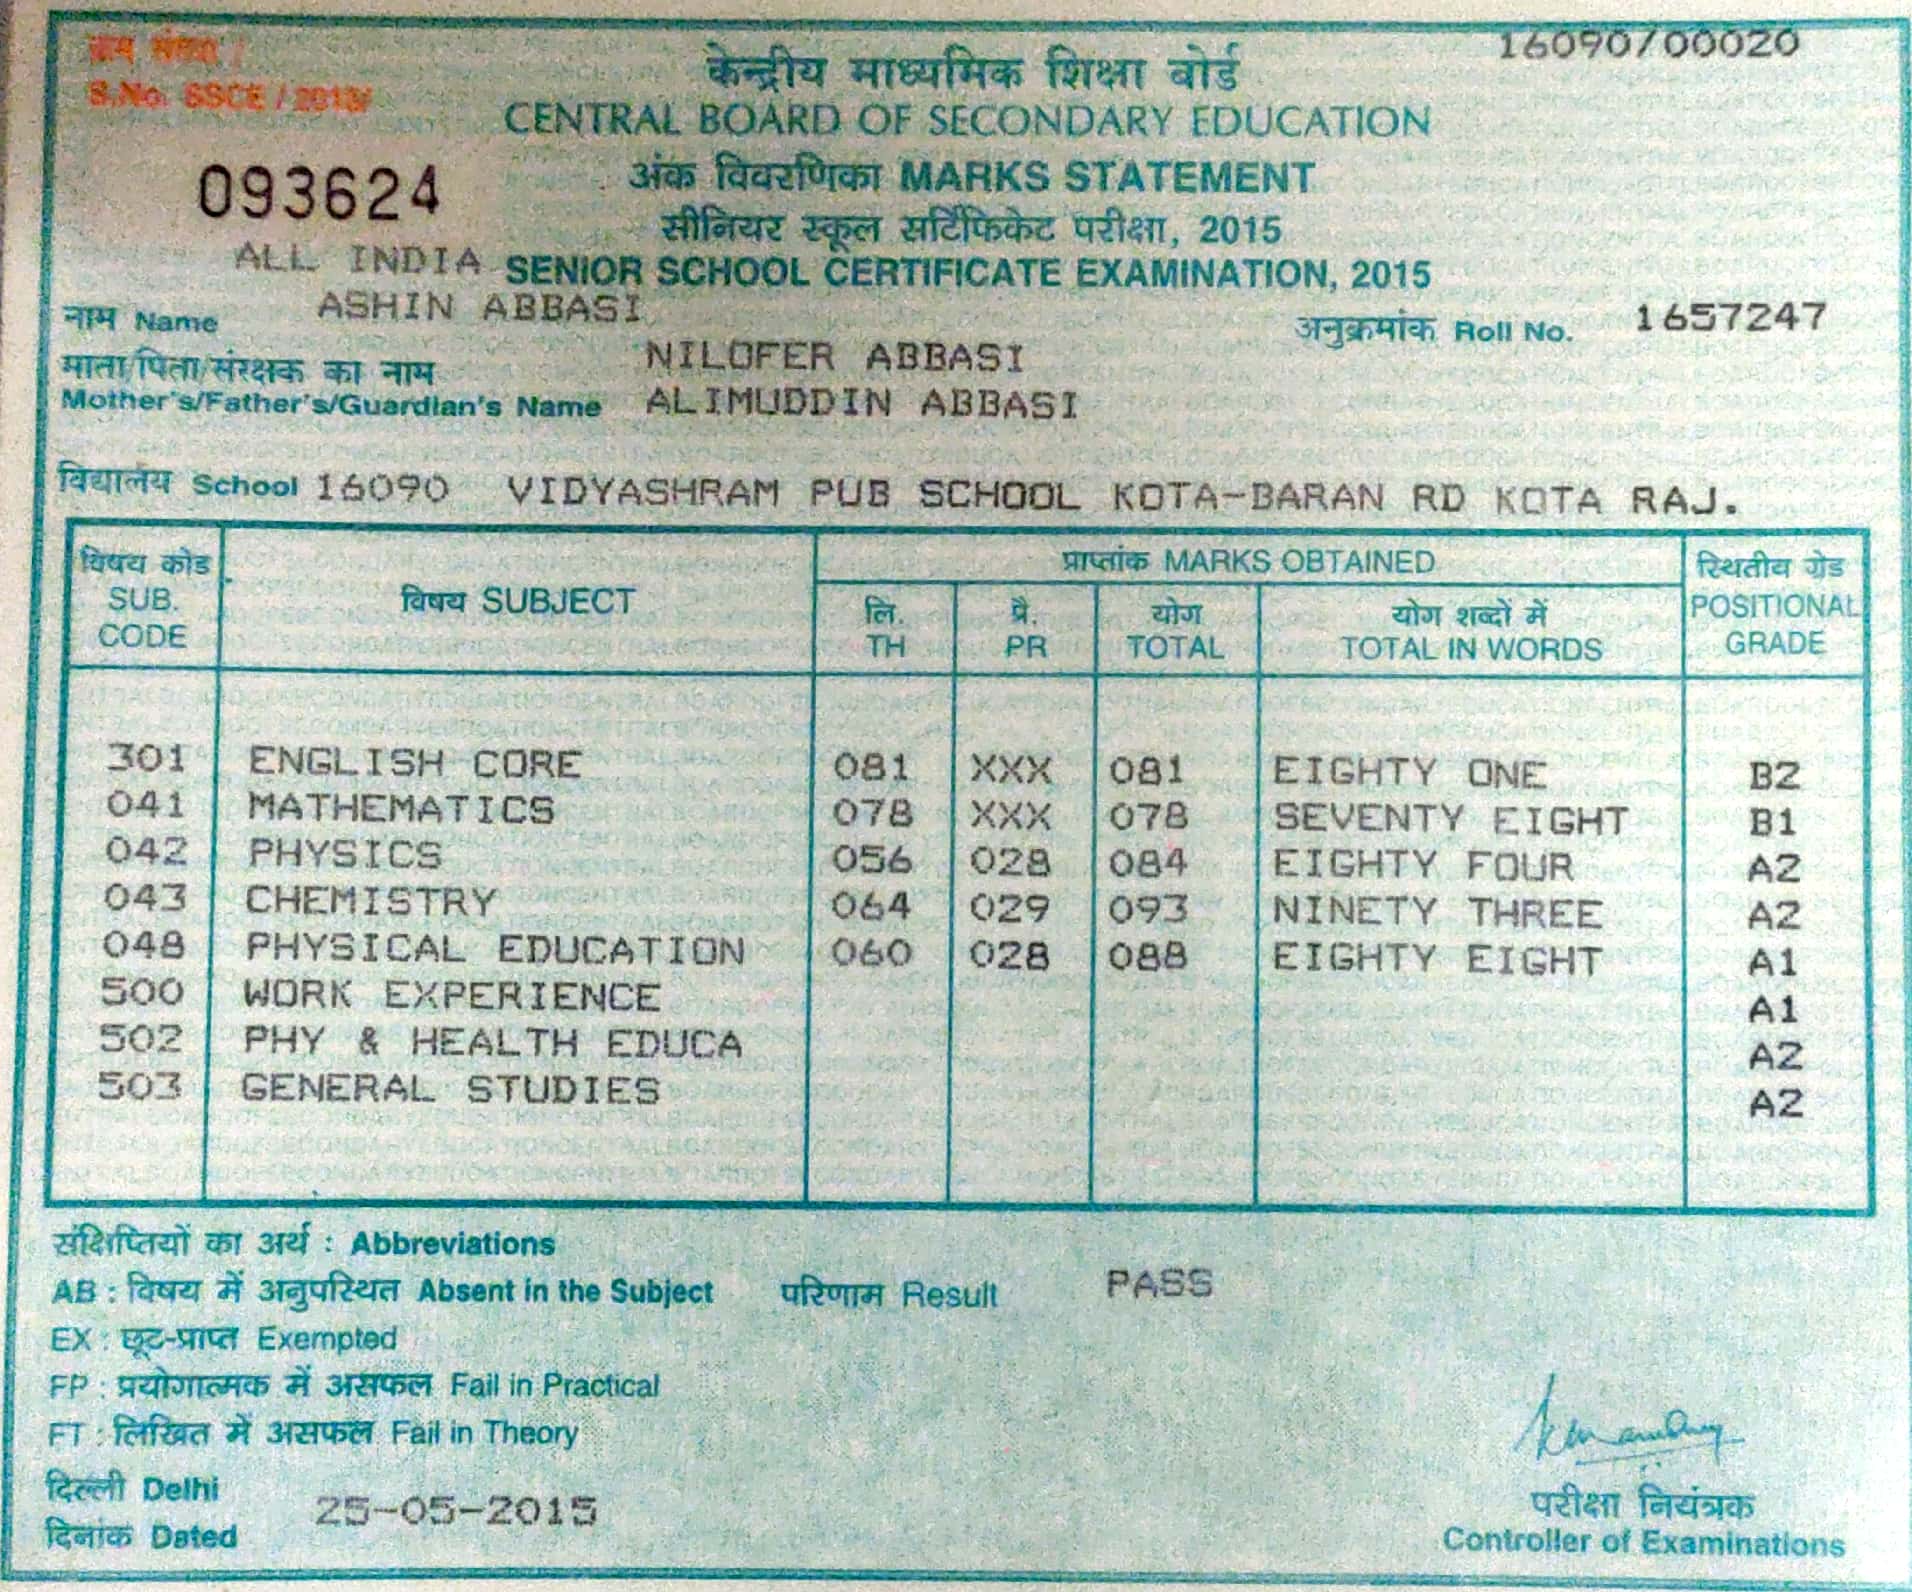 क्रम संख्या /
S.No. SSCE / 2015/
16090/00020
केन्द्रीय माध्यमिक शिक्षा बोर्ड
CENTRAL BOARD OF SECONDARY EDUCATION
093624
अंक विवरणिका MARKS STATEMENT
सीनियर स्कूल सर्टिफिकेट परीक्षा, 2015
ALL INDIA SENIOR SCHOOL CERTIFICATE EXAMINATION, 2015
नाम Name ASHIN ABBASI
अनुक्रमांक Roll No. 1657247
माता/पिता/संरक्षक का नाम NILOFER ABBASI
Mother's/Father's/Guardian's Name ALIMUDDIN ABBASI
विद्यालय School 16090 VIDYASHRAM PUB SCHOOL KOTA-BARAN RD KOTA RAJ.
विषय कोड SUB. CODE विषय SUBJECT प्राप्तांक MARKS OBTAINED स्थितीय ग्रेड POSITIONAL GRADE
लि. TH प्रै. PR योग TOTAL योग शब्दों में TOTAL IN WORDS
301 ENGLISH CORE 081 XXX 081 EIGHTY ONE B2
041 MATHEMATICS 078 XXX 078 SEVENTY EIGHT B1
042 PHYSICS 056 028 084 EIGHTY FOUR A2
043 CHEMISTRY 064 029 093 NINETY THREE A2
048 PHYSICAL EDUCATION 060 028 088 EIGHTY EIGHT A1
500 WORK EXPERIENCE A1
502 PHY & HEALTH EDUCA A2
503 GENERAL STUDIES A2
संक्षिप्तियों का अर्थ : Abbreviations
AB : विषय में अनुपस्थित Absent in the Subject परिणाम Result PASS
EX : छूट-प्राप्त Exempted
FP : प्रयोगात्मक में असफल Fail in Practical
FT : लिखित में असफल Fail in Theory
दिल्ली Delhi
दिनांक Dated 25-05-2015
परीक्षा नियंत्रक
Controller of Examinations